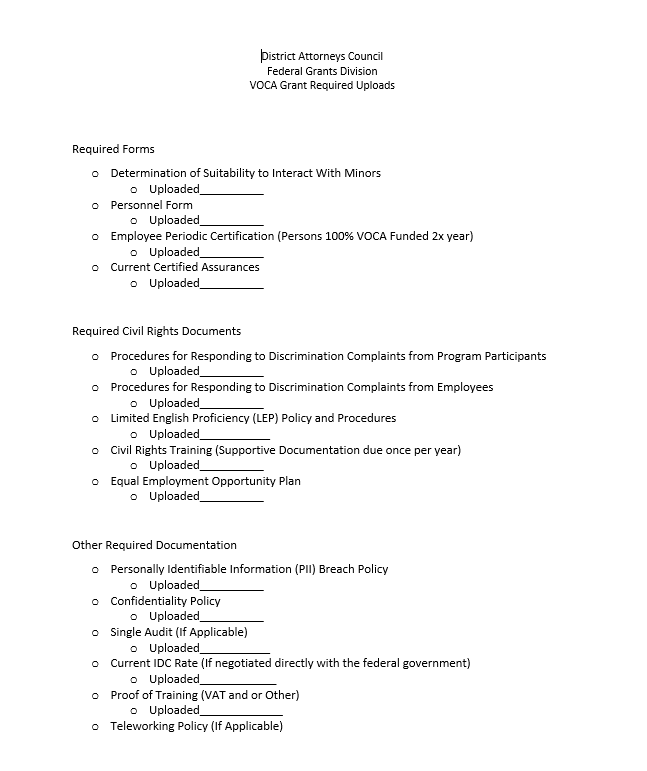 District Attorneys Council
Federal Grants Division
VOCA Grant Required Uploads
Required Forms
o Determination of Suitability to Interact With Minors
o Uploaded__________
o Personnel Form
o Uploaded__________
o Employee Periodic Certification (Persons 100% VOCA Funded 2x year)
o Uploaded__________
o Current Certified Assurances
o Uploaded__________
Required Civil Rights Documents
o Procedures for Responding to Discrimination Complaints from Program Participants
o Uploaded__________
o Procedures for Responding to Discrimination Complaints from Employees
o Uploaded__________
o Limited English Proficiency (LEP) Policy and Procedures
o Uploaded___________
o Civil Rights Training (Supportive Documentation due once per year)
o Uploaded__________
o Equal Employment Opportunity Plan
o Uploaded__________
Other Required Documentation
o Personally Identifiable Information (PII) Breach Policy
o Uploaded__________
o Confidentiality Policy
o Uploaded__________
o Single Audit (If Applicable)
o Uploaded___________
o Current IDC Rate (If negotiated directly with the federal government)
o Uploaded____________
o Proof of Training (VAT and or Other)
o Uploaded_____________
o Teleworking Policy (If Applicable)